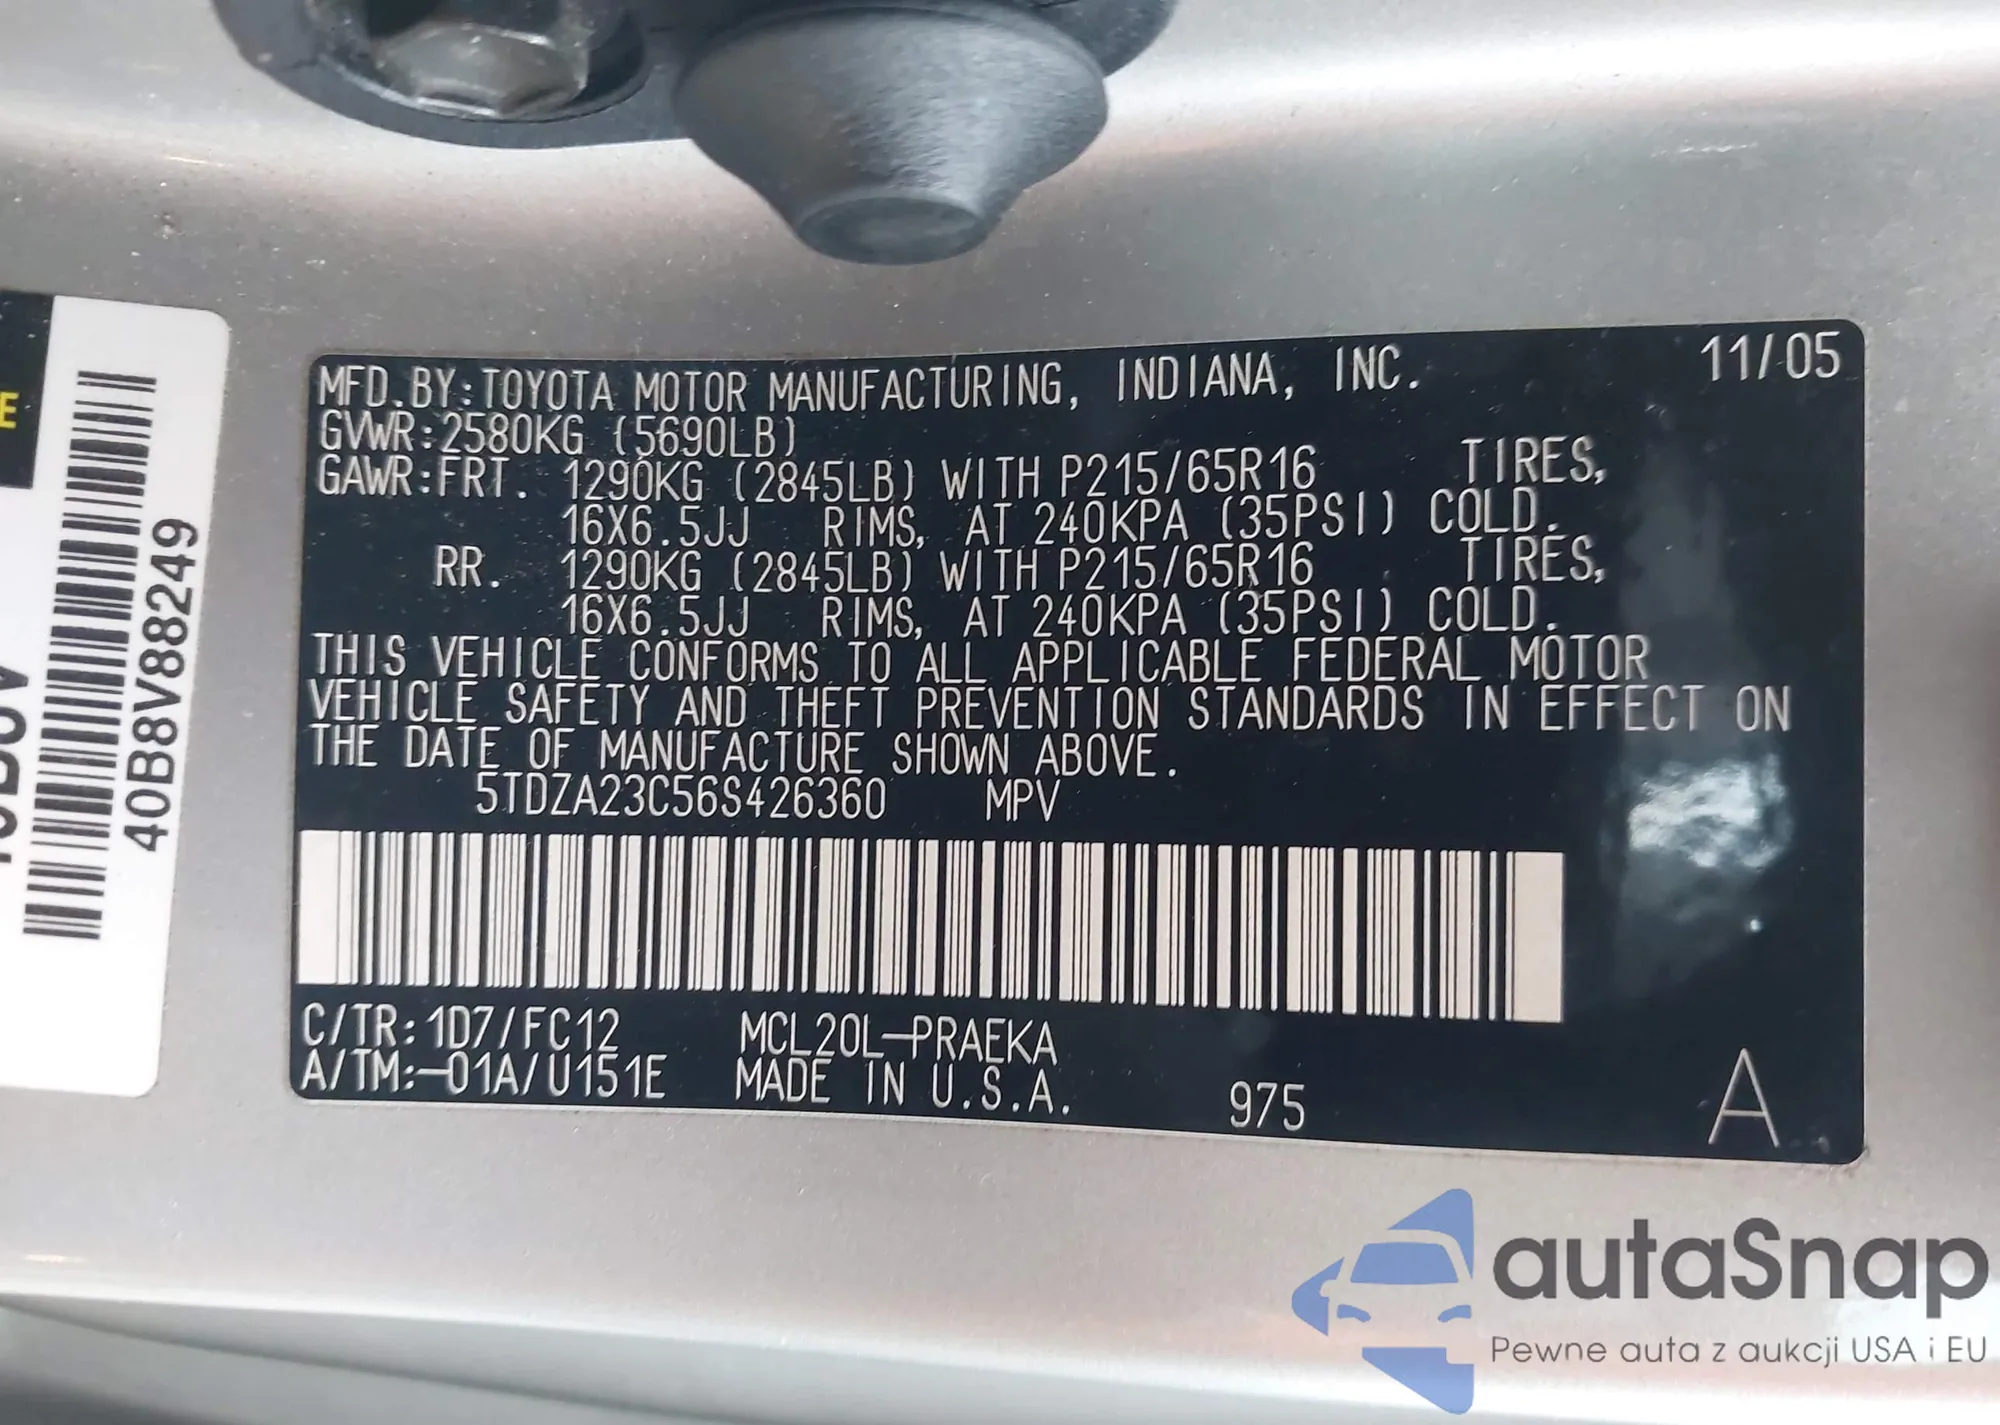 MFD.BY:TOYOTA MOTOR MANUFACTURING, INDIANA, INC. 11/05
GVWR:2580KG (5690LB)
GAWR:FRT. 1290KG (2845LB) WITH P215/65R16 TIRES,
16X6.5JJ RIMS, AT 240KPA (35PSI) COLD.
RR. 1290KG (2845LB) WITH P215/65R16 TIRES,
16X6.5JJ RIMS, AT 240KPA (35PSI) COLD.
THIS VEHICLE CONFORMS TO ALL APPLICABLE FEDERAL MOTOR
VEHICLE SAFETY AND THEFT PREVENTION STANDARDS IN EFFECT ON
THE DATE OF MANUFACTURE SHOWN ABOVE.
5TDZA23C56S426360 MPV
C/TR:1D7/FC12 MCL20L-PRAEKA
A/TM:-01A/U151E MADE IN U.S.A. 975 A
E
40B8V88249
autaSnap
Pewne auta z aukcji USA i EU